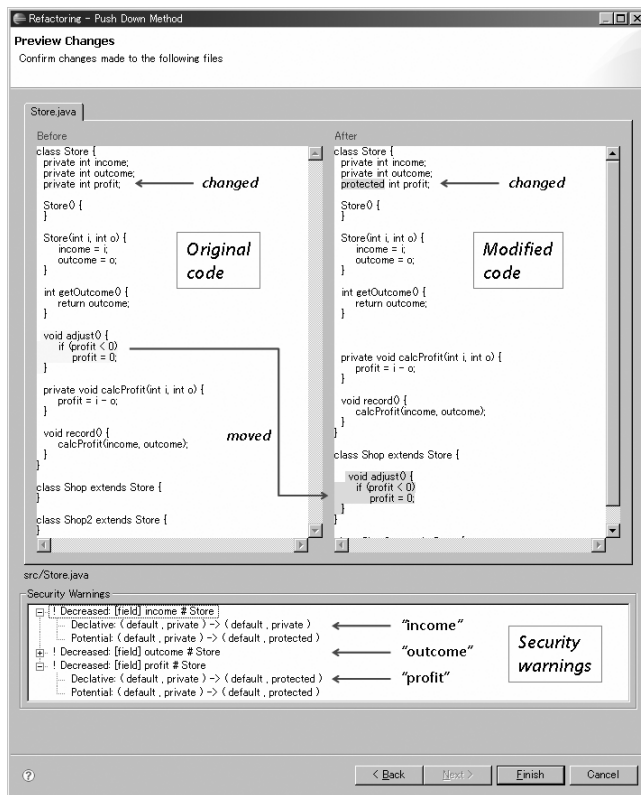 Refactoring - Push Down Method
Preview Changes
Confirm changes made to the following files
Store.java
Before
class Store {
private int income;
private int outcome;
private int profit;
changed
Store() {
}
Store(int i, int o) {
income = i;
outcome = o;
}
Original
code
int getOutcome() {
return outcome;
}
void adjust() {
if (profit < 0)
profit = 0;
}
private void calcProfit(int i, int o) {
profit = i - o;
}
void record() {
calcProfit(income, outcome);
}
}
moved
class Shop extends Store {
}
class Shop2 extends Store {
}
After
class Store {
private int income;
private int outcome;
protected int profit;
changed
Store() {
}
Store(int i, int o) {
income = i;
outcome = o;
}
Modified
code
int getOutcome() {
return outcome;
}
private void calcProfit(int i, int o) {
profit = i - o;
}
void record() {
calcProfit(income, outcome);
}
}
class Shop extends Store {
void adjust() {
if (profit < 0)
profit = 0;
}
}
src/Store.java
Security Warnings
! Decreased: [field] income # Store
Declative: ( default , private ) -> ( default , private )
Potential: ( default , private ) -> ( default , protected )
"income"
! Decreased: [field] outcome # Store
"outcome"
! Decreased: [field] profit # Store
Declative: ( default , private ) -> ( default , protected )
"profit"
Potential: ( default , private ) -> ( default , protected )
Security
warnings
?
< Back
Next >
Finish
Cancel